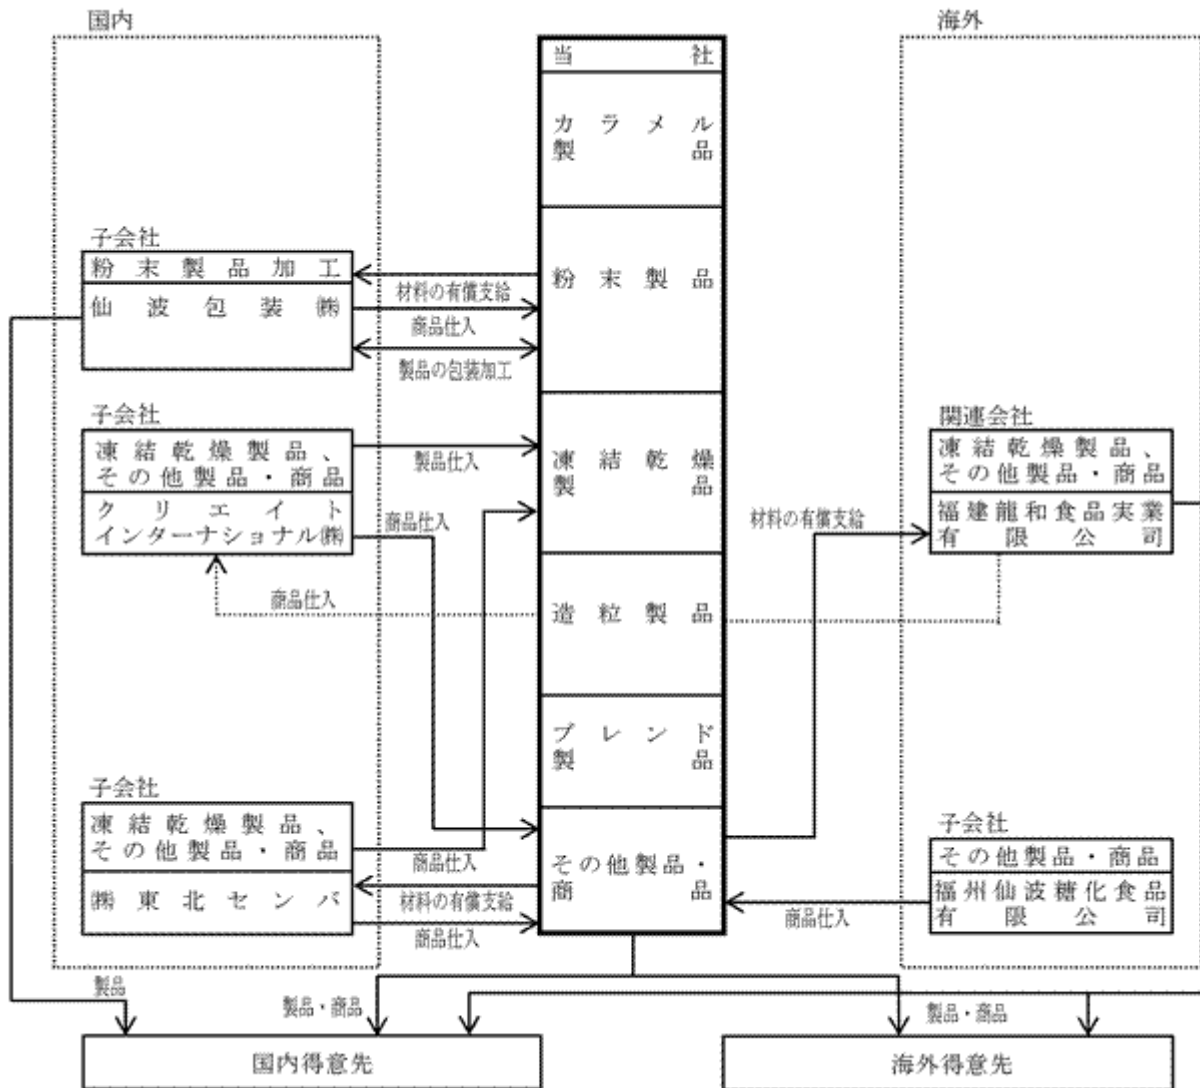 国内
海外
当社
カラメル
製品
粉末製品
凍結乾燥
製品
造粒製品
ブレンド
製品
その他製品・
商品
子会社
粉末製品加工
仙波包装㈱
材料の有償支給
商品仕入
製品の包装加工
子会社
凍結乾燥製品、
その他製品・商品
クリエイト
インターナショナル㈱
製品仕入
商品仕入
商品仕入
子会社
凍結乾燥製品、
その他製品・商品
㈱東北センバ
商品仕入
材料の有償支給
商品仕入
関連会社
凍結乾燥製品、
その他製品・商品
福建龍和食品実業
有限公司
材料の有償支給
子会社
その他製品・商品
福州仙波糖化食品
有限公司
商品仕入
製品
製品・商品
製品・商品
国内得意先
海外得意先